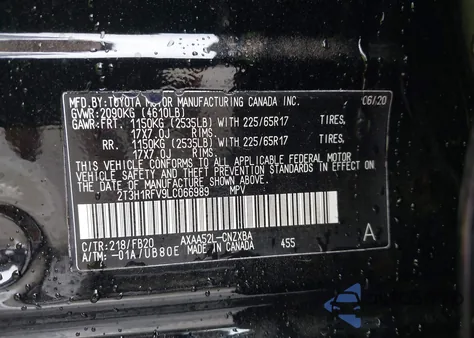 MFD.BY:TOYOTA MOTOR MANUFACTURING CANADA INC. 06/20
GVWR:2090KG (4610LB)
GAWR:FRT. 1150KG (2535LB) WITH 225/65R17 TIRES,
17X7.0J RIMS.
RR. 1150KG (2535LB) WITH 225/65R17 TIRES,
17X7.0J RIMS.
THIS VEHICLE CONFORMS TO ALL APPLICABLE FEDERAL MOTOR
VEHICLE SAFETY AND THEFT PREVENTION STANDARDS IN EFFECT ON
THE DATE OF MANUFACTURE SHOWN ABOVE.
2T3H1RFV9LC066989 MPV
AXAA52L-CNZXBA
C/TR:218/FB20 455
A/TM:-01A/UB80E MADE IN CANADA A